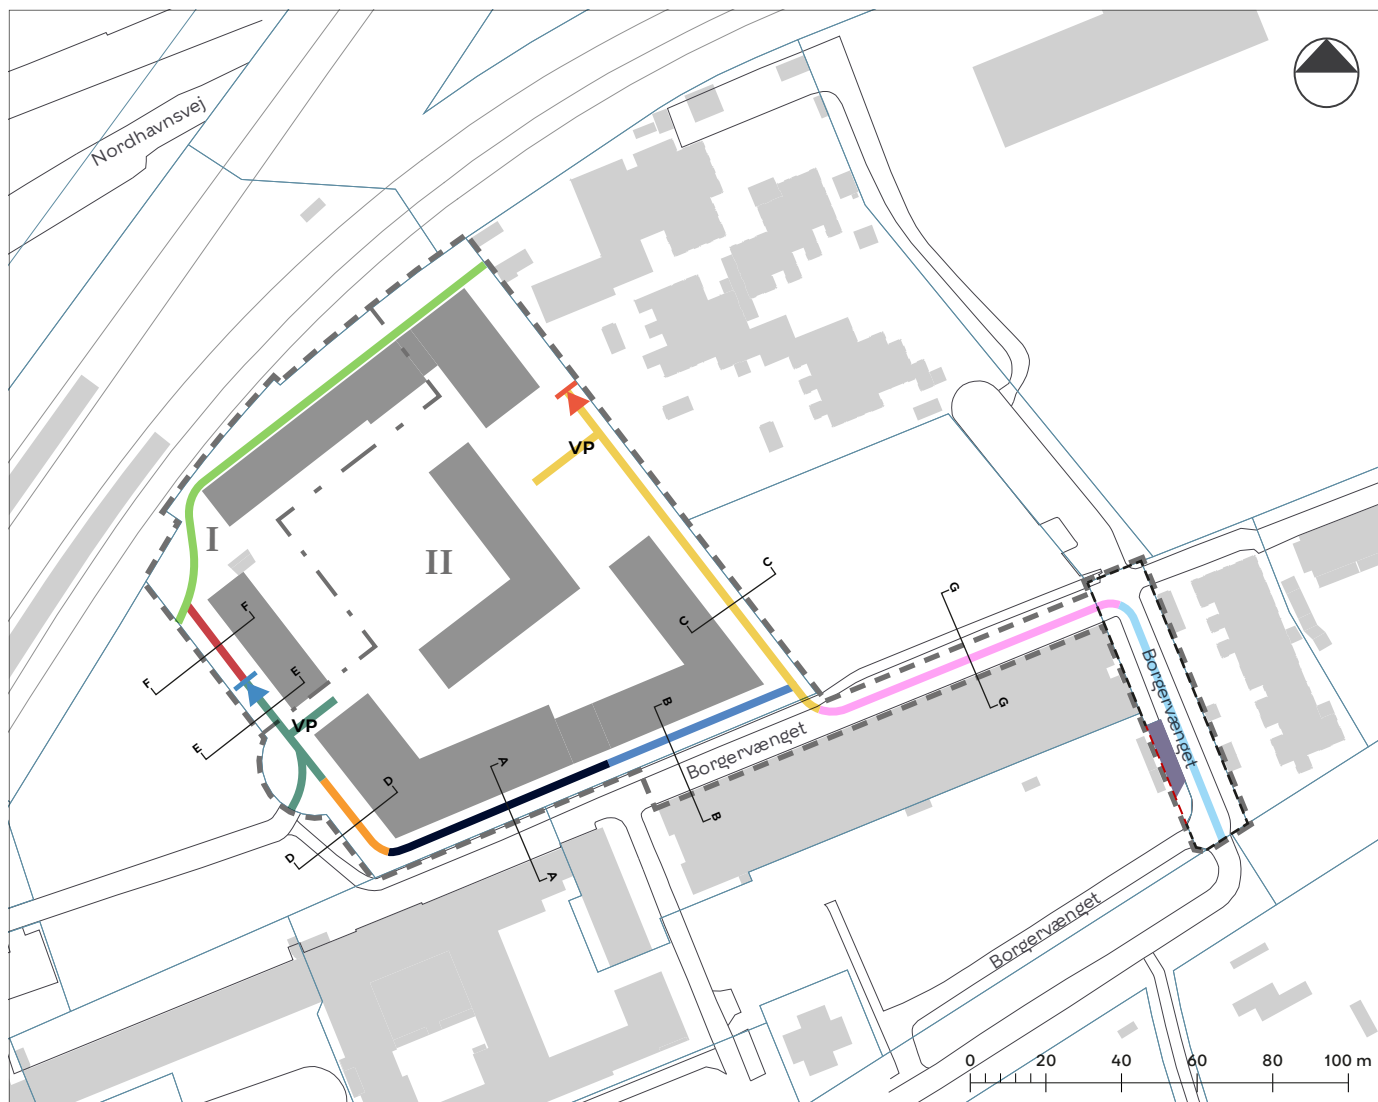 Nordhavnsvej
VP
I
II
C
C
G
F
F
E
E
VP
B
G
Borgervænget
Borgervænget
A
D
B
D
A
Borgervænget
0 20 40 60 80 100 m